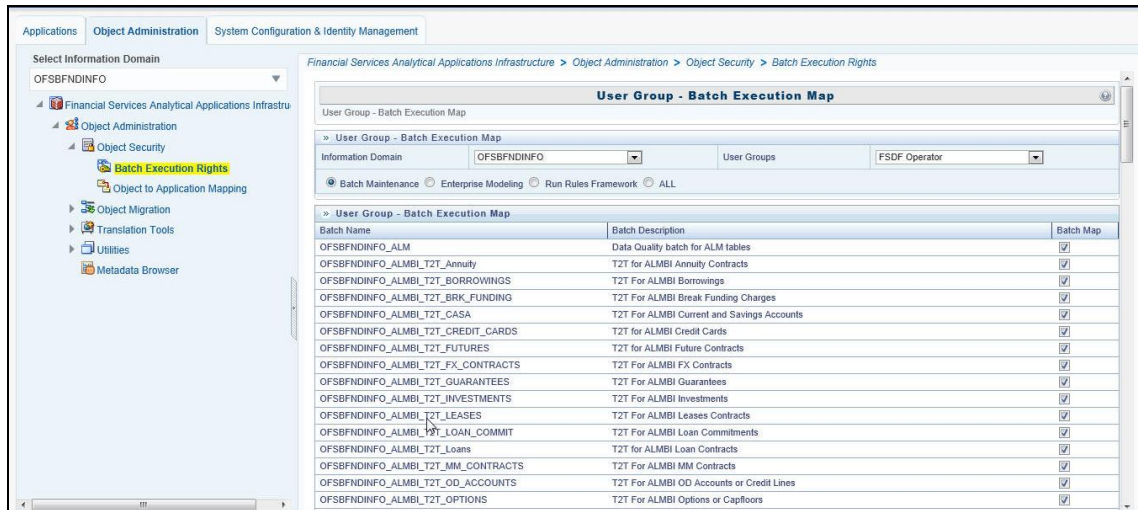 Applications Object Administration System Configuration & Identity Management
Select Information Domain
OFSBFNDINFO
Financial Services Analytical Applications Infrastru
Object Administration
Object Security
Batch Execution Rights
Object to Application Mapping
Object Migration
Translation Tools
Utilities
Metadata Browser
Financial Services Analytical Applications Infrastructure > Object Administration > Object Security > Batch Execution Rights
User Group - Batch Execution Map
User Group - Batch Execution Map
» User Group - Batch Execution Map
Information Domain OFSBFNDINFO User Groups FSDF Operator
Batch Maintenance Enterprise Modeling Run Rules Framework ALL
» User Group - Batch Execution Map
Batch Name Batch Description Batch Map
OFSBFNDINFO_ALM Data Quality batch for ALM tables
OFSBFNDINFO_ALMBI_T2T_Annuity T2T for ALMBI Annuity Contracts
OFSBFNDINFO_ALMBI_T2T_BORROWINGS T2T For ALMBI Borrowings
OFSBFNDINFO_ALMBI_T2T_BRK_FUNDING T2T For ALMBI Break Funding Charges
OFSBFNDINFO_ALMBI_T2T_CASA T2T For ALMBI Current and Savings Accounts
OFSBFNDINFO_ALMBI_T2T_CREDIT_CARDS T2T for ALMBI Credit Cards
OFSBFNDINFO_ALMBI_T2T_FUTURES T2T for ALMBI Future Contracts
OFSBFNDINFO_ALMBI_T2T_FX_CONTRACTS T2T For ALMBI FX Contracts
OFSBFNDINFO_ALMBI_T2T_GUARANTEES T2T For ALMBI Guarantees
OFSBFNDINFO_ALMBI_T2T_INVESTMENTS T2T For ALMBI Investments
OFSBFNDINFO_ALMBI_T2T_LEASES T2T For ALMBI Leases Contracts
OFSBFNDINFO_ALMBI_T2T_LOAN_COMMIT T2T For ALMBI Loan Commitments
OFSBFNDINFO_ALMBI_T2T_Loans T2T for ALMBI Loan Contracts
OFSBFNDINFO_ALMBI_T2T_MM_CONTRACTS T2T For ALMBI MM Contracts
OFSBFNDINFO_ALMBI_T2T_OD_ACCOUNTS T2T For ALMBI OD Accounts or Credit Lines
OFSBFNDINFO_ALMBI_T2T_OPTIONS T2T For ALMBI Options or Capfloors